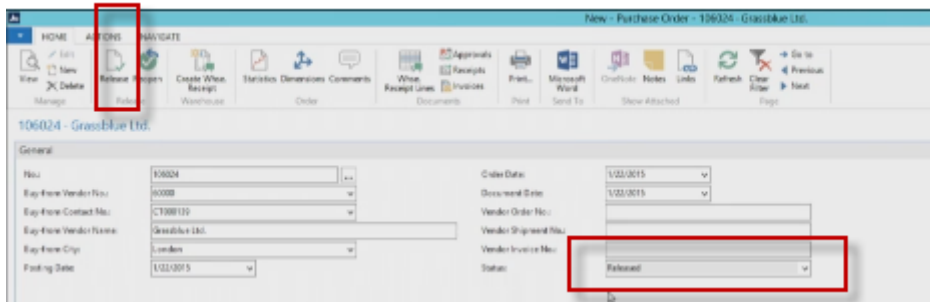 New - Purchase Order - 106024 - Grassblue Ltd.
HOME ACTIONS NAVIGATE
View
Edit
New
Delete
Manage
Release Reopen
Release
Create Whse. Receipt
Warehouse
Statistics Dimensions Comments
Order
Whse. Receipt Lines
Approvals
Receipts
Invoices
Documents
Print...
Print
Microsoft Word
Send To
OneNote Notes Links
Show Attached
Refresh Clear Filter
Go to
Previous
Next
Page
106024 - Grassblue Ltd.
General
No.: 106024 ...
Buy-from Vendor No.: 60000
Buy-from Contact No.:
Buy-from Vendor Name: Grassblue Ltd.
Buy-from City: London
Posting Date: 1/22/2015
Order Date: 1/22/2015
Document Date: 1/22/2015
Vendor Order No.:
Vendor Shipment No.:
Vendor Invoice No.:
Status: Released